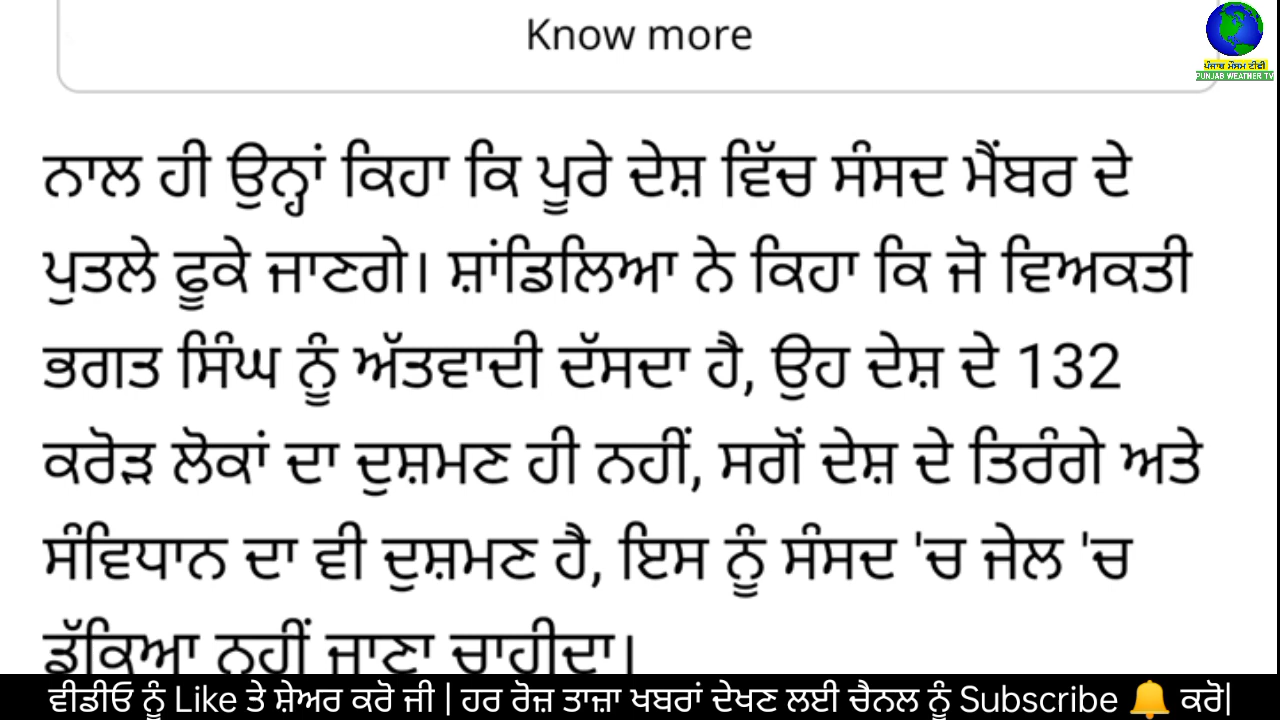 Know more
ਪੰਜਾਬ ਮੌਸਮ ਟੀਵੀ
PUNJAB WEATHER TV
ਨਾਲ ਹੀ ਉਨ੍ਹਾਂ ਕਿਹਾ ਕਿ ਪੂਰੇ ਦੇਸ਼ ਵਿੱਚ ਸੰਸਦ ਮੈਂਬਰ ਦੇ
ਪੁਤਲੇ ਫੂਕੇ ਜਾਣਗੇ। ਸ਼ਾਂਡਿਲਿਆ ਨੇ ਕਿਹਾ ਕਿ ਜੋ ਵਿਅਕਤੀ
ਭਗਤ ਸਿੰਘ ਨੂੰ ਅੱਤਵਾਦੀ ਦੱਸਦਾ ਹੈ, ਉਹ ਦੇਸ਼ ਦੇ 132
ਕਰੋੜ ਲੋਕਾਂ ਦਾ ਦੁਸ਼ਮਣ ਹੀ ਨਹੀਂ, ਸਗੋਂ ਦੇਸ਼ ਦੇ ਤਿਰੰਗੇ ਅਤੇ
ਸੰਵਿਧਾਨ ਦਾ ਵੀ ਦੁਸ਼ਮਣ ਹੈ, ਇਸ ਨੂੰ ਸੰਸਦ 'ਚ ਜੇਲ 'ਚ
ਡੱਕਿਆ ਨਹੀਂ ਜਾਣਾ ਚਾਹੀਦਾ।
ਵੀਡੀਓ ਨੂੰ Like ਤੇ ਸ਼ੇਅਰ ਕਰੋ ਜੀ | ਹਰ ਰੋਜ਼ ਤਾਜ਼ਾ ਖਬਰਾਂ ਦੇਖਣ ਲਈ ਚੈਨਲ ਨੂੰ Subscribe 🔔 ਕਰੋ|